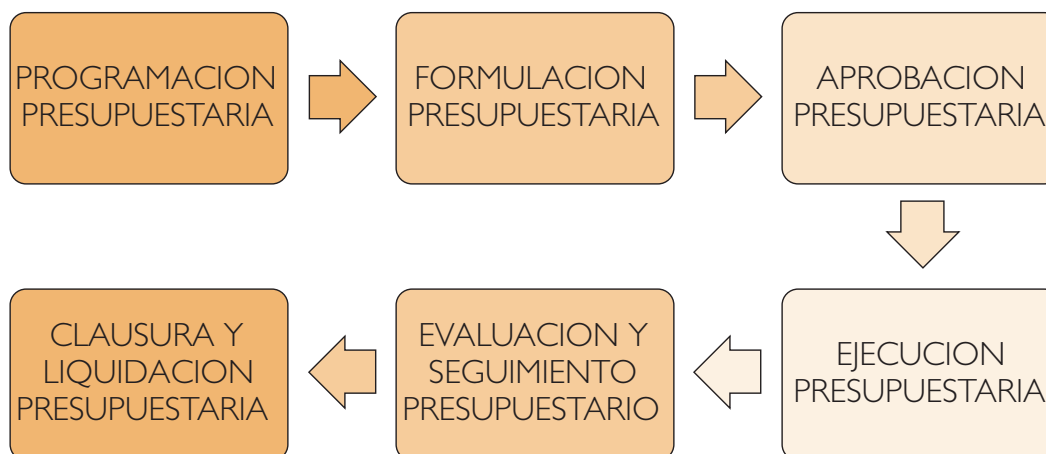 PROGRAMACION
PRESUPUESTARIA
FORMULACION
PRESUPUESTARIA
APROBACION
PRESUPUESTARIA
EJECUCION
PRESUPUESTARIA
EVALUACION Y
SEGUIMIENTO
PRESUPUESTARIO
CLAUSURA Y
LIQUIDACION
PRESUPUESTARIA